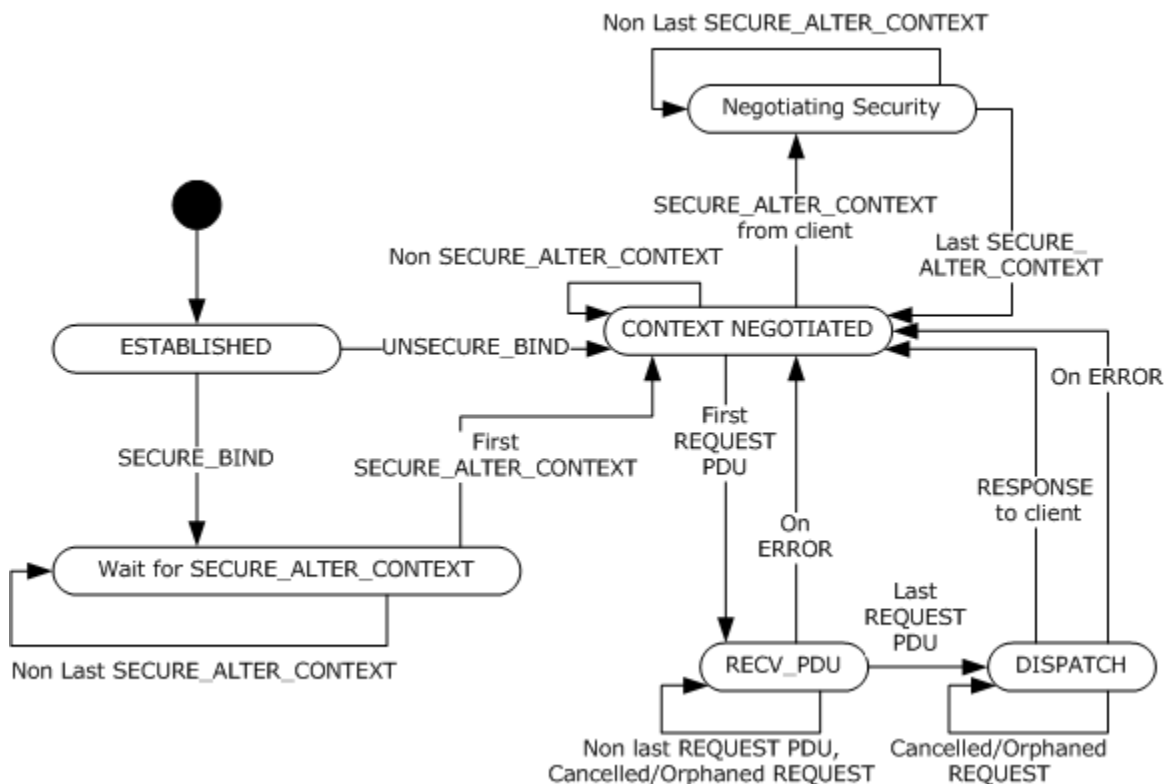 Non Last SECURE_ALTER_CONTEXT
Negotiating Security
SECURE_ALTER_CONTEXT
from client
Last SECURE_
ALTER_CONTEXT
Non SECURE_ALTER_CONTEXT
CONTEXT NEGOTIATED
ESTABLISHED
UNSECURE_BIND
On ERROR
First
REQUEST
PDU
SECURE_BIND
First
SECURE_ALTER_CONTEXT
RESPONSE
to client
On
ERROR
Wait for SECURE_ALTER_CONTEXT
Last
REQUEST
PDU
Non Last SECURE_ALTER_CONTEXT
RECV_PDU
DISPATCH
Non last REQUEST PDU,
Cancelled/Orphaned REQUEST
Cancelled/Orphaned
REQUEST